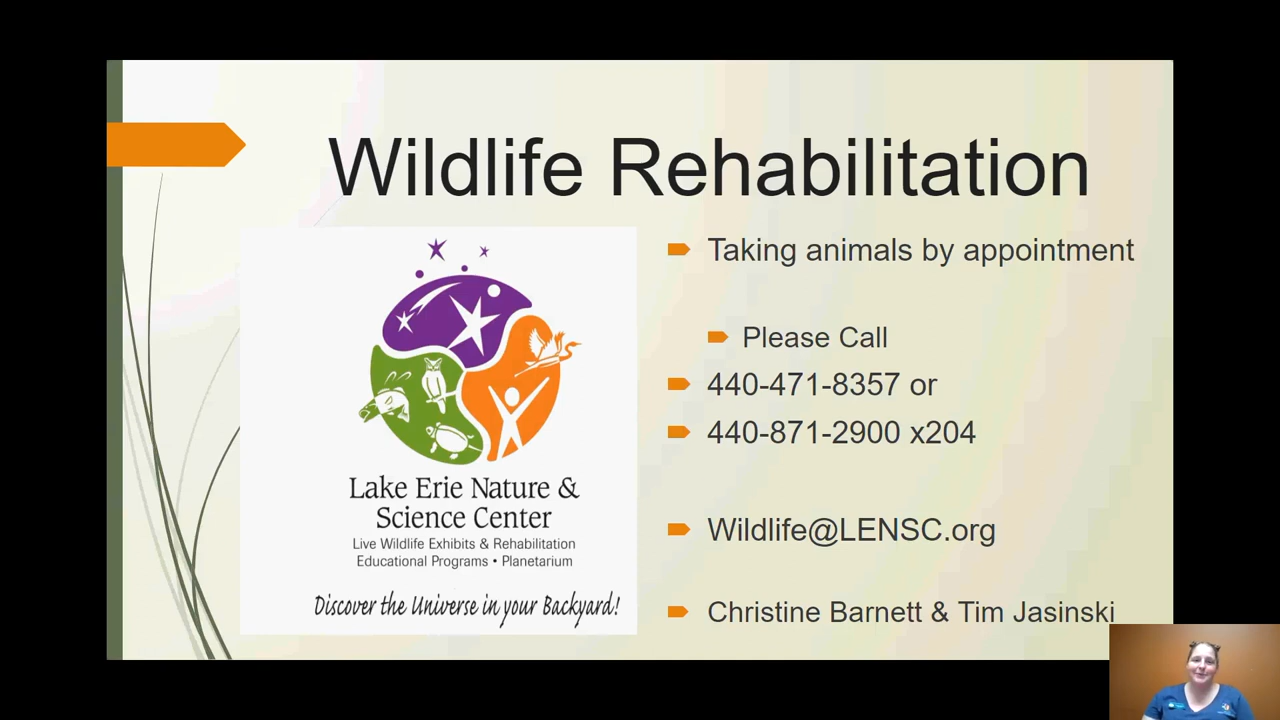 Wildlife Rehabilitation
Taking animals by appointment
Please Call
440-471-8357 or
440-871-2900 x204
Wildlife@LENSC.org
Christine Barnett & Tim Jasinski
Lake Erie Nature &
Science Center
Live Wildlife Exhibits & Rehabilitation
Educational Programs • Planetarium
Discover the Universe in your Backyard!